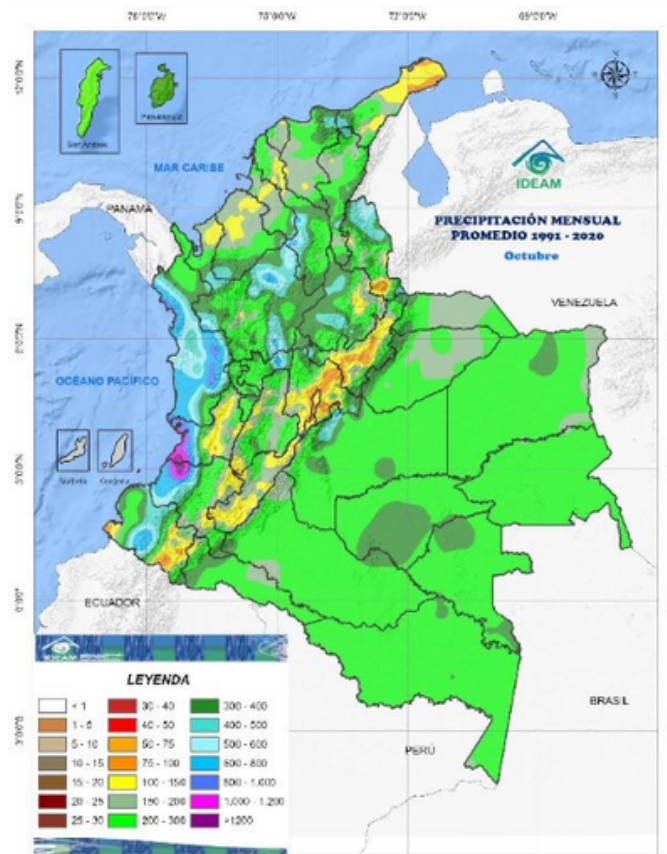 72°0'0"W
69°0'0"W
San Andrés
Providencia
MAR CARIBE
PANAMA
IDEAM
PRECIPITACIÓN MENSUAL
PROMEDIO 1991 - 2020
Octubre
VENEZUELA
OCÉANO PACÍFICO
Gorgona
ECUADOR
BRASIL
PERÚ
3°0'0"S
IDEAM
LEYENDA
< 1
1 - 5
5 - 10
10 - 15
15 - 20
20 - 25
25 - 30
30 - 40
40 - 50
50 - 75
75 - 100
100 - 150
150 - 200
200 - 300
300 - 400
400 - 500
500 - 600
600 - 800
800 - 1.000
1.000 - 1.200
>1200